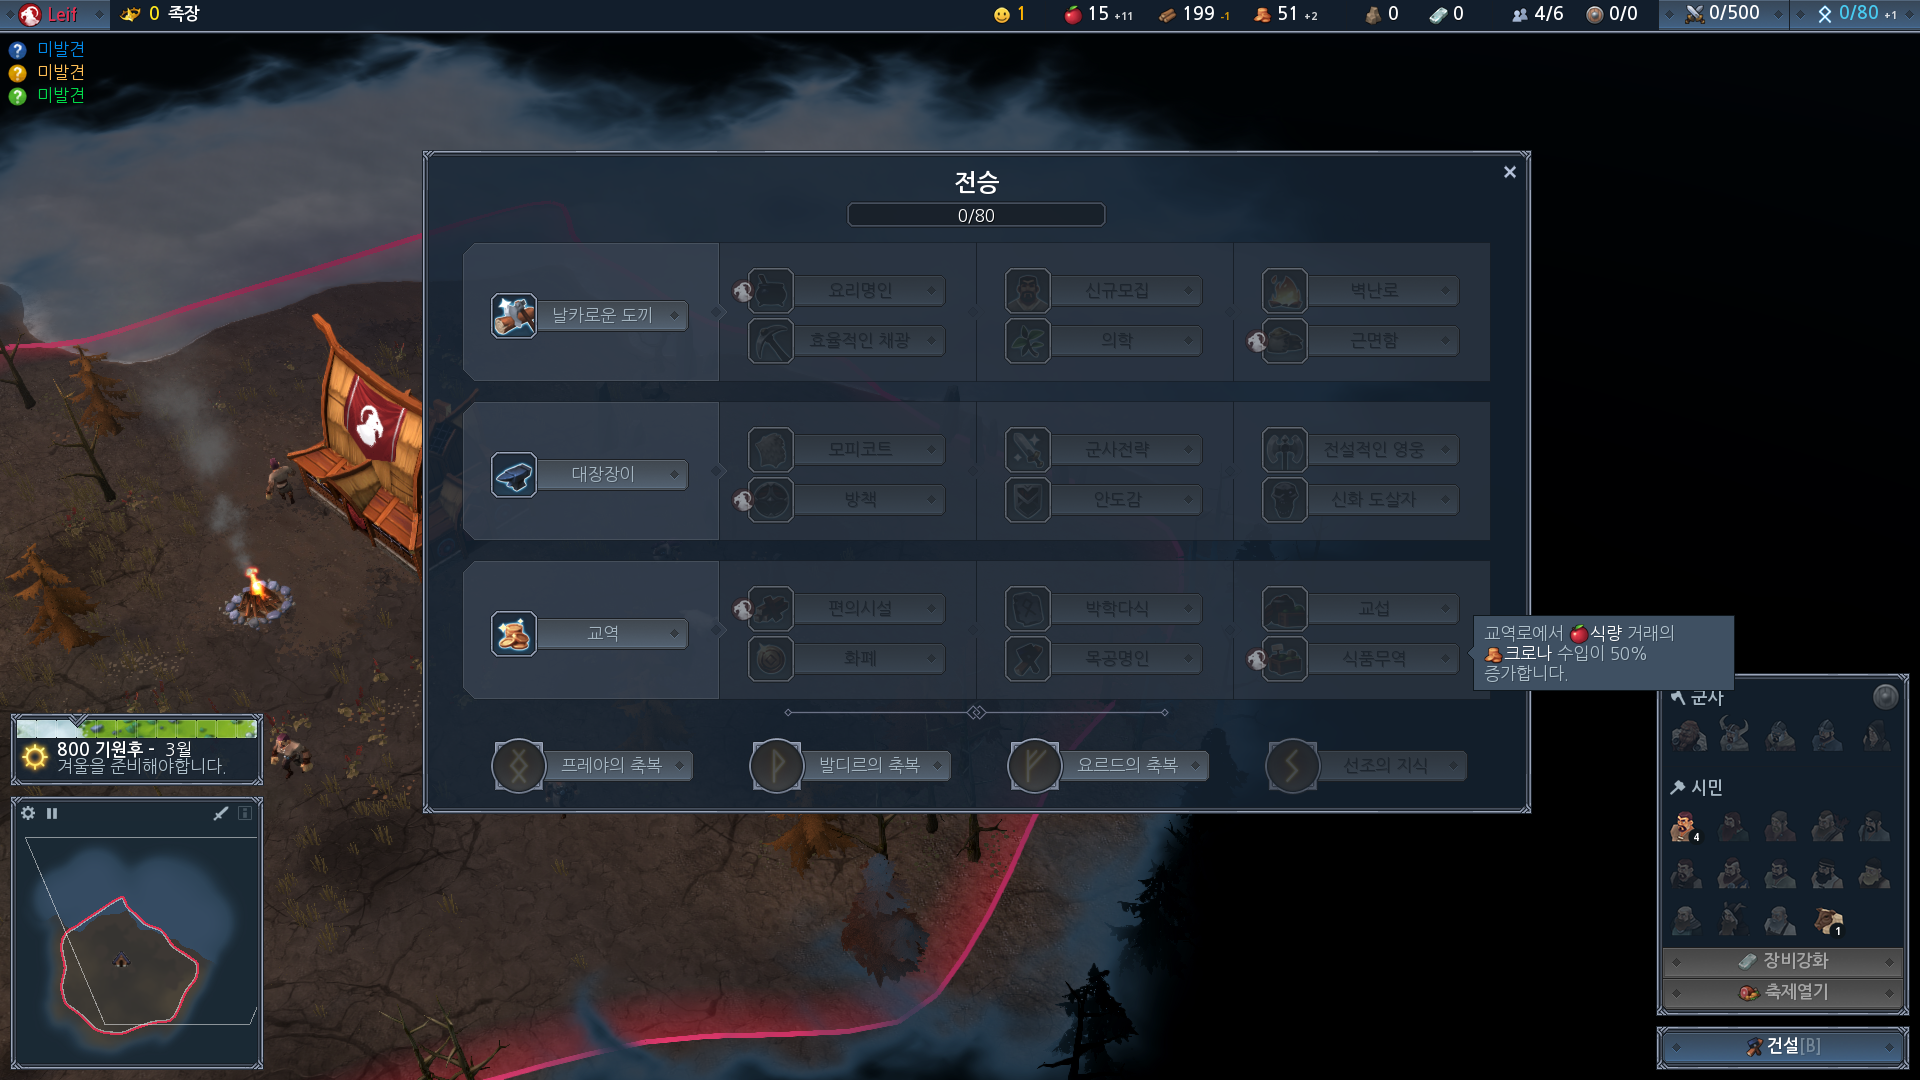 Leif
0 족장
1
15 +11
199 -1
51 +2
0
0
4/6
0/0
0/500
0/80 +1
미발견
미발견
미발견
전승
0/80
날카로운 도끼
요리명인
신규모집
벽난로
효율적인 채광
의학
근면함
대장장이
모피코트
군사전략
전설적인 영웅
방책
안도감
신화 도살자
교역
편의시설
박학다식
교섭
화폐
목공명인
식품무역
교역로에서 식량 거래의
크로나 수입이 50%
증가합니다.
프레야의 축복
발디르의 축복
요르드의 축복
선조의 지식
800 기원후 - 3월
겨울을 준비해야합니다.
군사
시민
4
1
장비강화
축제열기
건설[B]